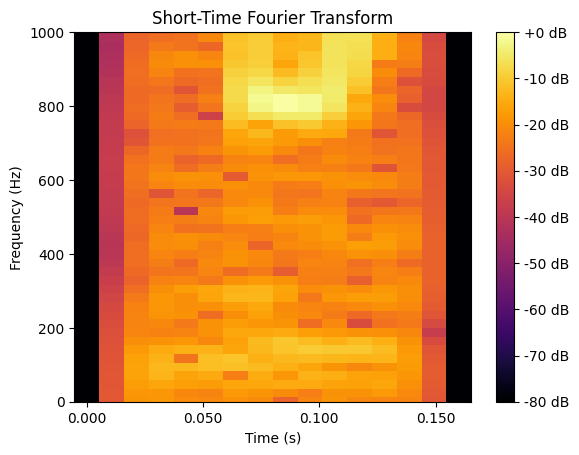 Short-Time Fourier Transform
1000
800
600
400
200
0
Frequency (Hz)
0.000
0.050
0.100
0.150
Time (s)
+0 dB
-10 dB
-20 dB
-30 dB
-40 dB
-50 dB
-60 dB
-70 dB
-80 dB